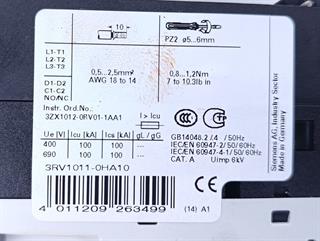 10
PZ2 ø5...6mm
L1-T1
L2-T2
L3-T3
D1-D2
C1-C2
NO/NC
0,5...2,5mm²
AWG 18 to 14
0,8...1,2Nm
7 to 10.3lb in
Instr. Ord.No.:
3ZX1012-0RV01-1AA1
I > Icu
Ue [V] Icu [kA] Ics [kA] gL / gG
400 100 100
690 100 100
CCC
GB14048.2 /.4 / 50Hz
IEC/EN 60947-2/ 50/60Hz
IEC/EN 60947-4-1/ 50/60Hz
CAT. A Uimp 6kV
3RV1011-0HA10
4 011209 263499
(14) A1
Siemens AG, Industry Sector
Made in Germany